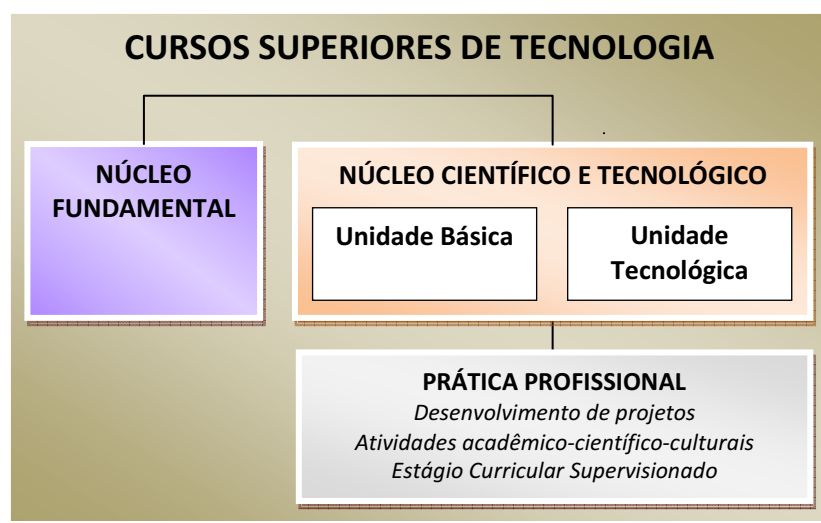 CURSOS SUPERIORES DE TECNOLOGIA
NÚCLEO
FUNDAMENTAL
NÚCLEO CIENTÍFICO E TECNOLÓGICO
Unidade Básica
Unidade
Tecnológica
PRÁTICA PROFISSIONAL
Desenvolvimento de projetos
Atividades acadêmico-científico-culturais
Estágio Curricular Supervisionado